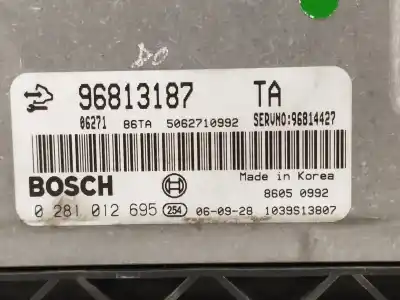 96813187 TA
06271 86TA 5062710992 SERVNO:96814427
Made in Korea
BOSCH
8605 0992
0 281 012 695 254 06-09-28 1039S13807